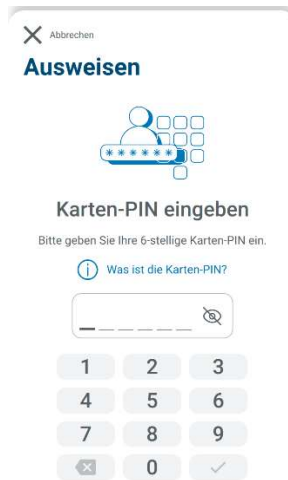 Abbrechen
Ausweisen
******
Karten-PIN eingeben
Bitte geben Sie Ihre 6-stellige Karten-PIN ein.
Was ist die Karten-PIN?
1 2 3
4 5 6
7 8 9
0